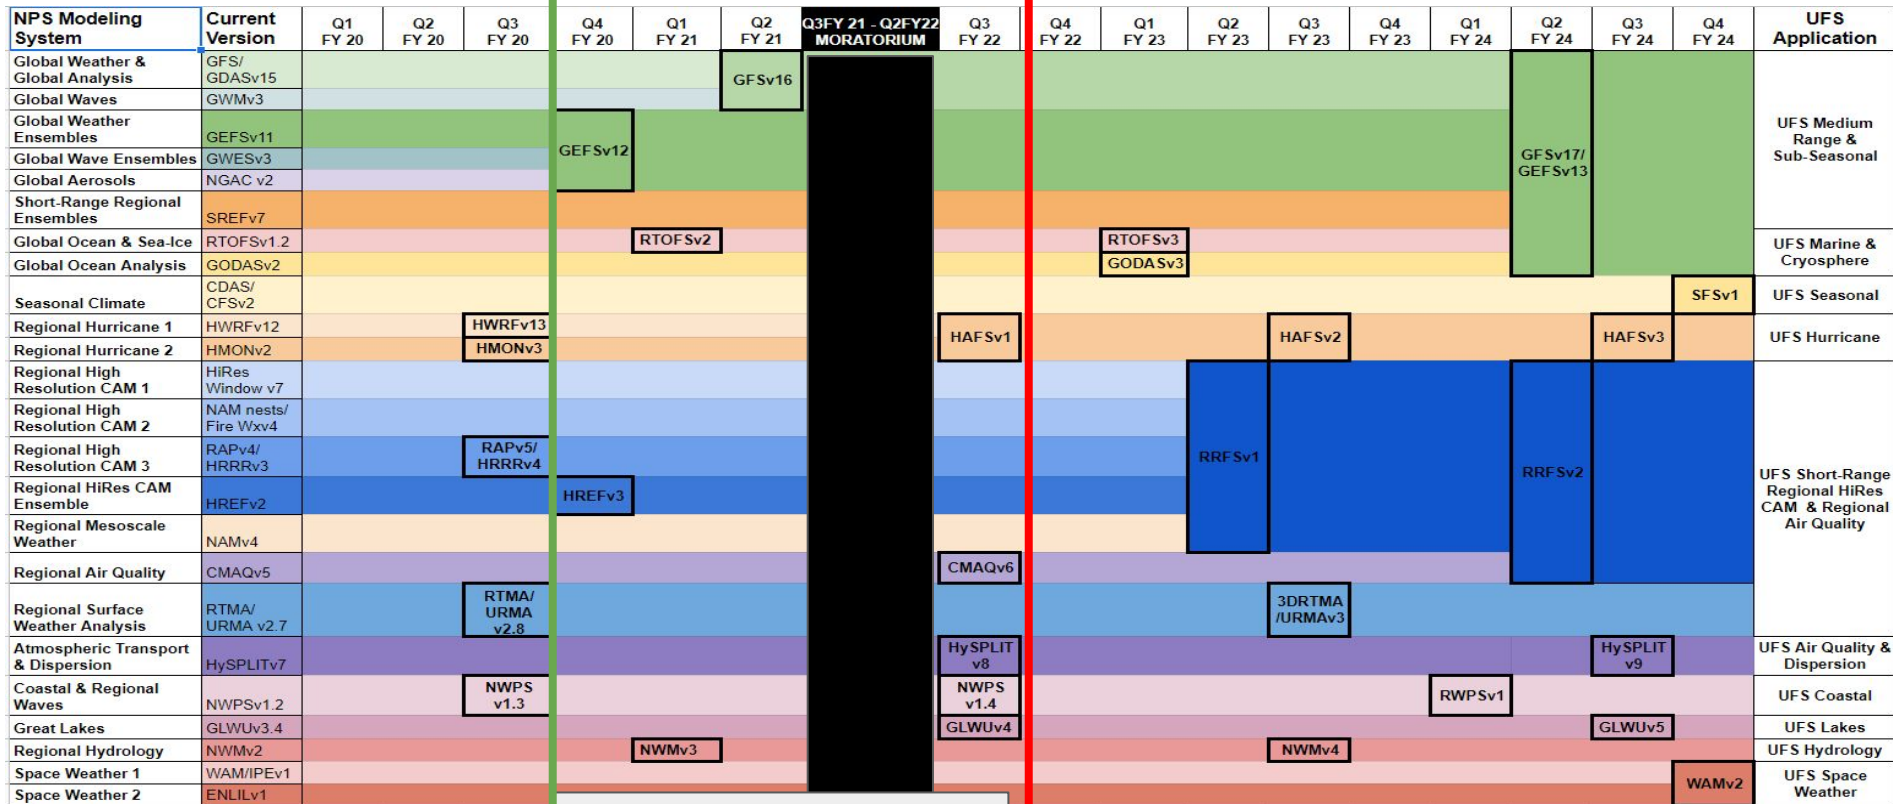 NPS Modeling
System
Current
Version
Q1
FY 20
Q2
FY 20
Q3
FY 20
Q4
FY 20
Q1
FY 21
Q2
FY 21
Q3FY 21 - Q2FY22
MORATORIUM
Q3
FY 22
Q4
FY 22
Q1
FY 23
Q2
FY 23
Q3
FY 23
Q4
FY 23
Q1
FY 24
Q2
FY 24
Q3
FY 24
Q4
FY 24
UFS
Application
Global Weather &
Global Analysis
GFS/
GDASv15
GFSv16
Global Waves
GWMv3
Global Weather
Ensembles
GEFSv11
GEFSv12
GFSv17/
GEFSv13
UFS Medium
Range &
Sub-Seasonal
Global Wave Ensembles
GWESv3
Global Aerosols
NGAC v2
Short-Range Regional
Ensembles
SREFv7
Global Ocean & Sea-Ice
RTOFSv1.2
RTOFSv2
RTOFSv3
UFS Marine &
Cryosphere
Global Ocean Analysis
GODASv2
GODASv3
Seasonal Climate
CDAS/
CFSv2
SFSv1
UFS Seasonal
Regional Hurricane 1
HWRFv12
HWRFv13
HAFSv1
HAFSv2
HAFSv3
UFS Hurricane
Regional Hurricane 2
HMONv2
HMONv3
Regional High
Resolution CAM 1
HiRes
Window v7
Regional High
Resolution CAM 2
NAM nests/
Fire Wxv4
Regional High
Resolution CAM 3
RAPv4/
HRRRv3
RAPv5/
HRRRv4
RRFSv1
RRFSv2
UFS Short-Range
Regional HiRes
CAM & Regional
Air Quality
Regional HiRes CAM
Ensemble
HREFv2
HREFv3
Regional Mesoscale
Weather
NAMv4
Regional Air Quality
CMAQv5
CMAQv6
Regional Surface
Weather Analysis
RTMA/
URMA v2.7
RTMA/
URMA
v2.8
3DRTMA
/URMAv3
Atmospheric Transport
& Dispersion
HySPLITv7
HySPLIT
v8
HySPLIT
v9
UFS Air Quality &
Dispersion
Coastal & Regional
Waves
NWPSv1.2
NWPS
v1.3
NWPS
v1.4
RWPSv1
UFS Coastal
Great Lakes
GLWUv3.4
GLWUv4
GLWUv5
UFS Lakes
Regional Hydrology
NWMv2
NWMv3
NWMv4
UFS Hydrology
Space Weather 1
WAM/IPEv1
WAMv2
UFS Space
Weather
Space Weather 2
ENLILv1